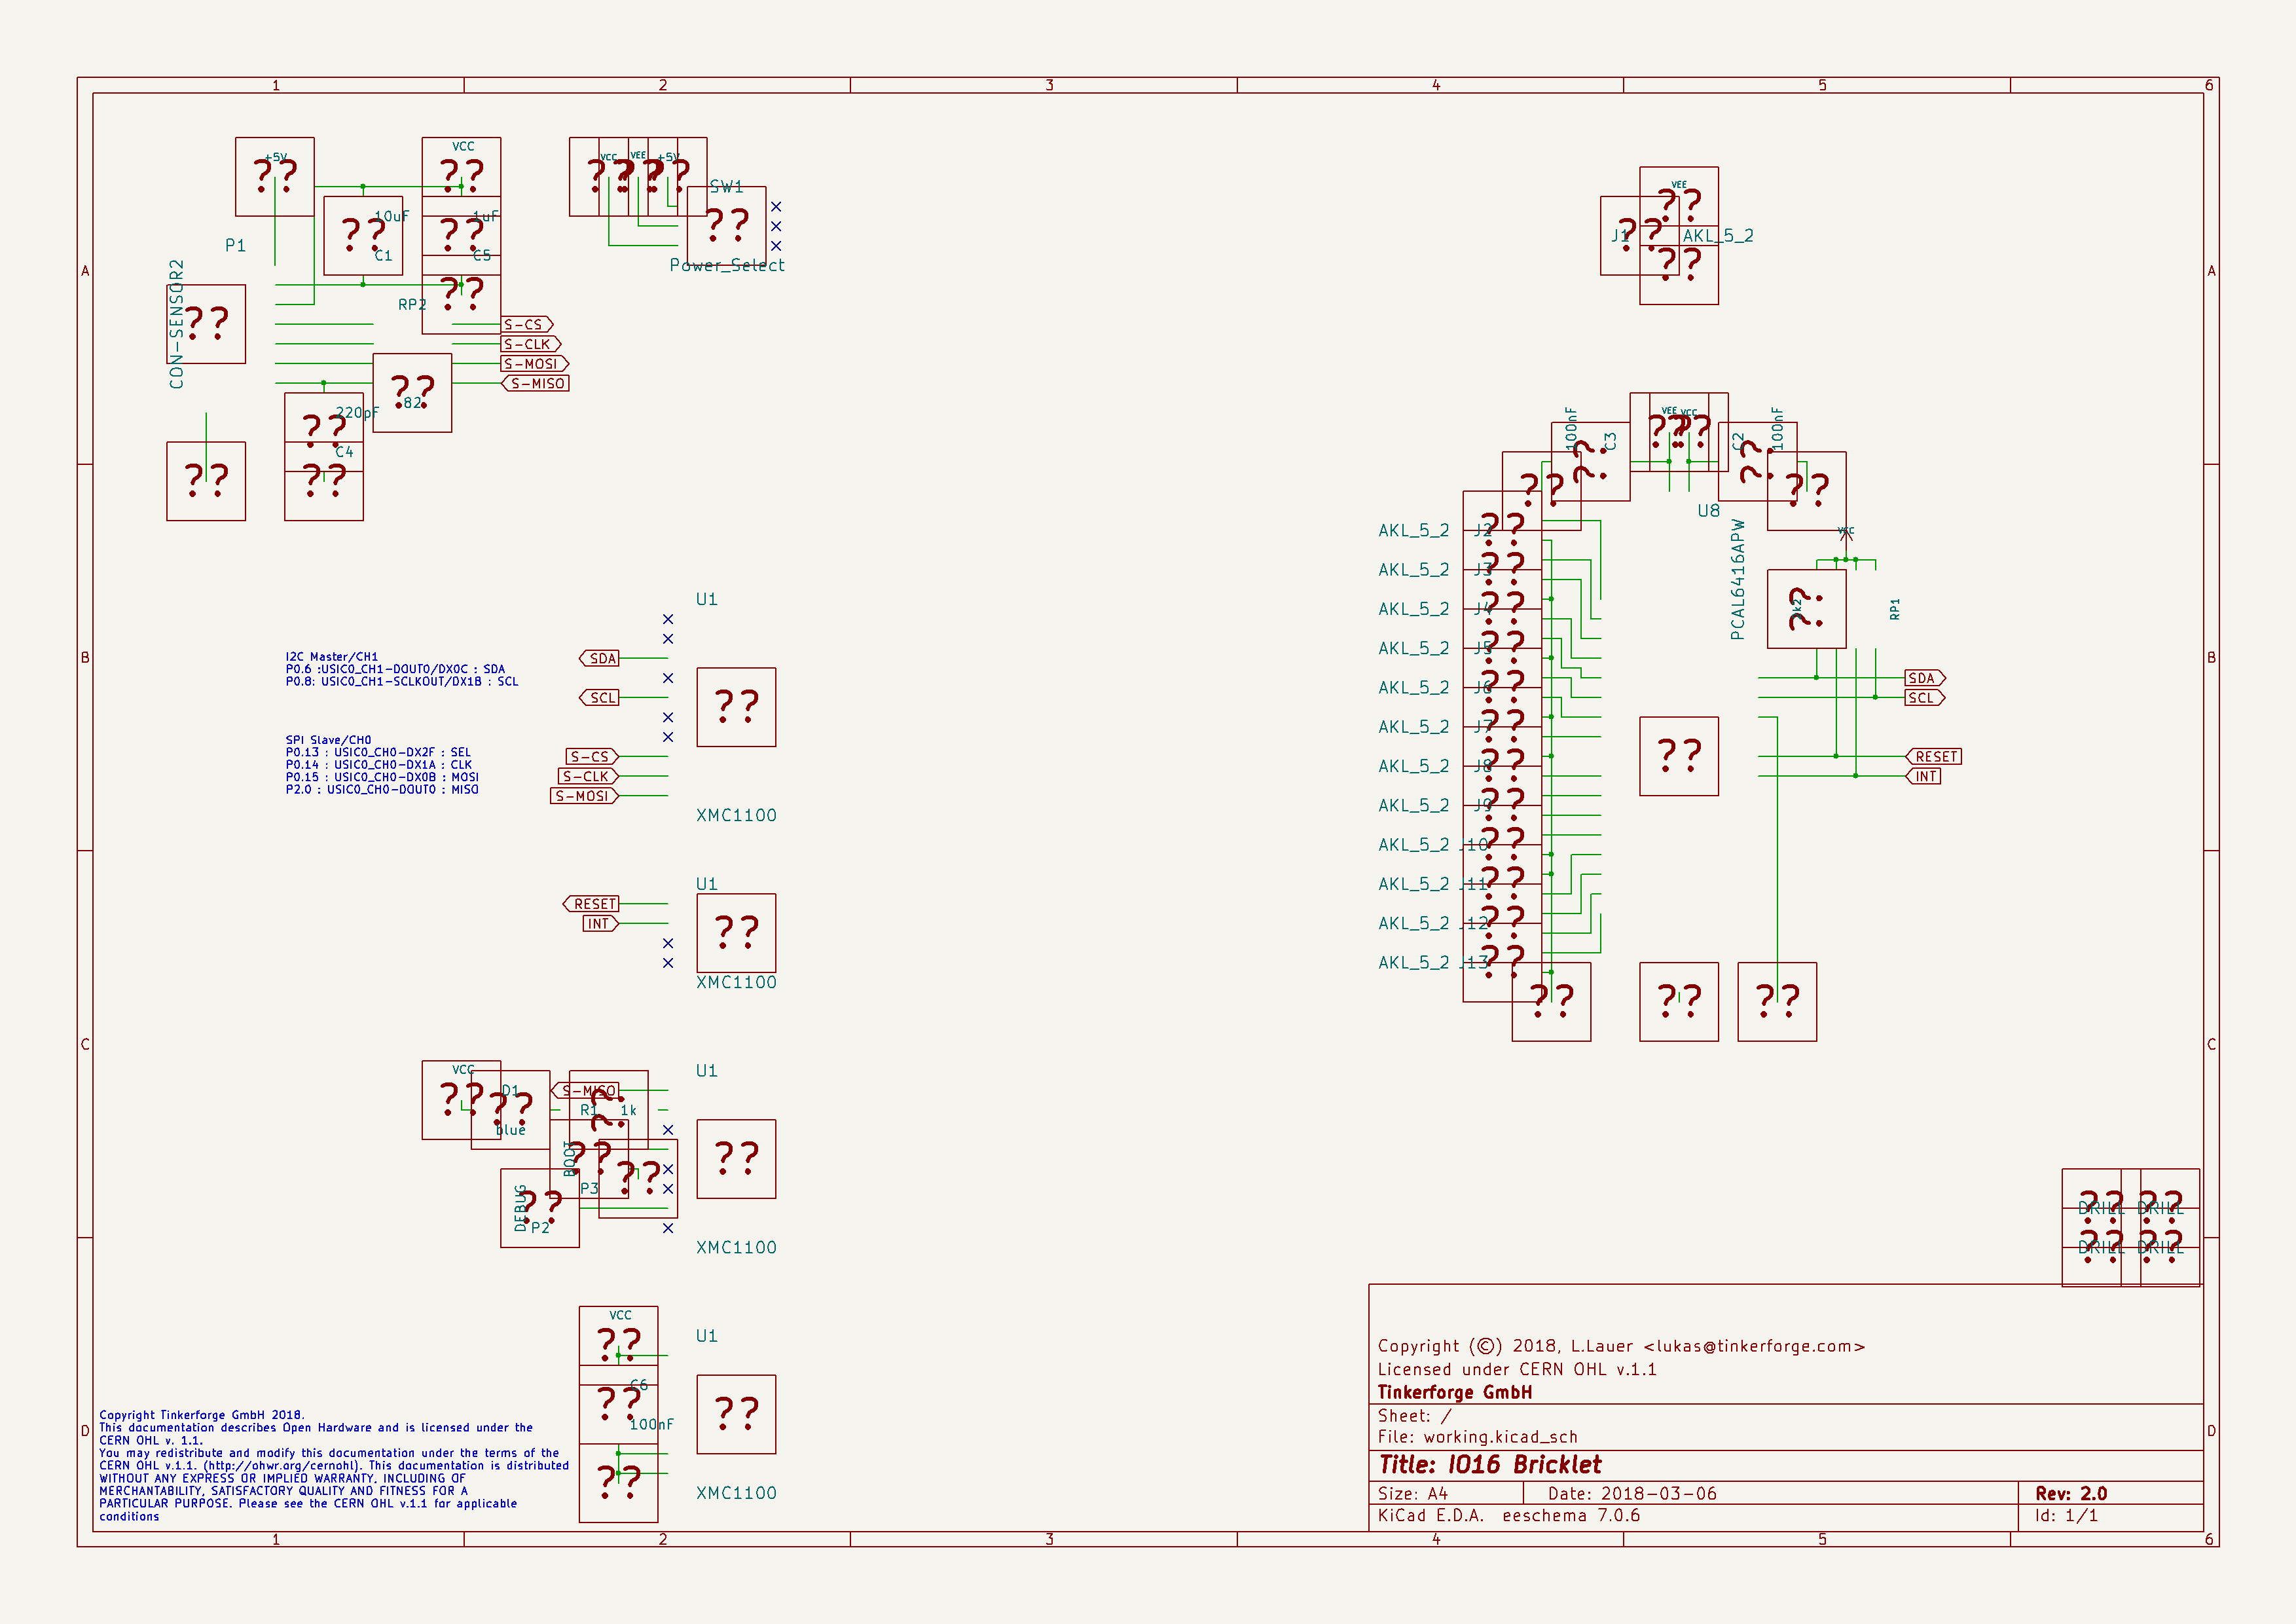 1 2 3 4 5 6
A
B
C
D
A
B
C
D
1 2 3 4 5 6
+5V
??
VCC
??
10uF
??
C1
1uF
??
C5
??
P1
CON-SENSOR2
??
RP2
??
82
S-CS
S-CLK
S-MOSI
S-MISO
220pF
??
C4
??
??
VCC
VEE
+5V
??
??
??
SW1
??
Power_Select
VEE
??
J1
??
AKL_5_2
??
I2C Master/CH1
P0.6 :USIC0_CH1-DOUT0/DX0C : SDA
P0.8: USIC0_CH1-SCLKOUT/DX1B : SCL
SPI Slave/CH0
P0.13 : USIC0_CH0-DX2F : SEL
P0.14 : USIC0_CH0-DX1A : CLK
P0.15 : USIC0_CH0-DX0B : MOSI
P2.0 : USIC0_CH0-DOUT0 : MISO
U1
SDA
SCL
S-CS
S-CLK
S-MOSI
??
XMC1100
U1
RESET
INT
??
XMC1100
U1
VCC
??
D1
??
blue
S-MISO
R1
1k
??
BOOT
??
P3
??
DEBUG
??
P2
??
XMC1100
U1
VCC
??
C6
??
100nF
??
??
XMC1100
100nF
??
C3
VEE
VCC
??
??
C2
??
100nF
??
??
U8
PCAL6416APW
??
VCC
??
RP1
SDA
SCL
RESET
INT
AKL_5_2 J2 ??
AKL_5_2 J3 ??
AKL_5_2 J4 ??
AKL_5_2 J5 ??
AKL_5_2 J6 ??
AKL_5_2 J7 ??
AKL_5_2 J8 ??
AKL_5_2 J9 ??
AKL_5_2 J10 ??
AKL_5_2 J11 ??
AKL_5_2 J12 ??
AKL_5_2 J13 ??
??
??
??
?? ??
DRILL DRILL
?? ??
DRILL DRILL
Copyright Tinkerforge GmbH 2018.
This documentation describes Open Hardware and is licensed under the
CERN OHL v. 1.1.
You may redistribute and modify this documentation under the terms of the
CERN OHL v.1.1. (http://ohwr.org/cernohl). This documentation is distributed
WITHOUT ANY EXPRESS OR IMPLIED WARRANTY, INCLUDING OF
MERCHANTABILITY, SATISFACTORY QUALITY AND FITNESS FOR A
PARTICULAR PURPOSE. Please see the CERN OHL v.1.1 for applicable
conditions
Copyright (©) 2018, L.Lauer <lukas@tinkerforge.com>
Licensed under CERN OHL v.1.1
Tinkerforge GmbH
Sheet: /
File: working.kicad_sch
Title: IO16 Bricklet
Size: A4
Date: 2018-03-06
Rev: 2.0
KiCad E.D.A. eeschema 7.0.6
Id: 1/1